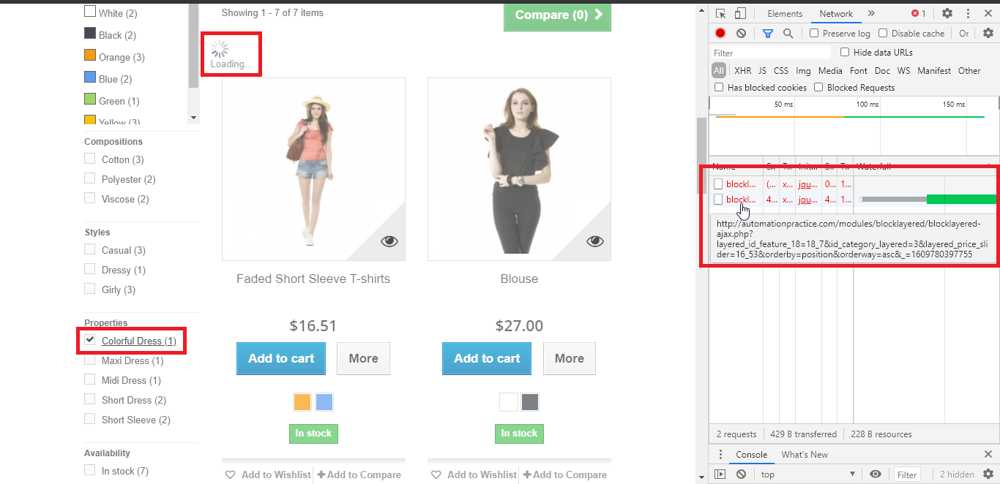 White (2)
Black (2)
Orange (3)
Blue (2)
Green (1)
Yellow (3)
Compositions
Cotton (3)
Polyester (2)
Viscose (2)
Styles
Casual (3)
Dressy (1)
Girly (3)
Properties
Colorful Dress (1)
Maxi Dress (1)
Midi Dress (1)
Short Dress (2)
Short Sleeve (2)
Availability
In stock (7)
Showing 1 - 7 of 7 items
Compare (0)
Loading...
Faded Short Sleeve T-shirts
$16.51
Add to cart More
In stock
Add to Wishlist Add to Compare
Blouse
$27.00
Add to cart More
In stock
Add to Wishlist Add to Compare
Elements Network » 1
Preserve log Disable cache Or
Filter Hide data URLs
All XHR JS CSS Img Media Font Doc WS Manifest Other
Has blocked cookies Blocked Requests
50 ms 100 ms 150 ms
Name Waterfall
blockl... (... x... jqu... 0... 1...
blockl... 4... x... jqu... 4... 1...
http://automationpractice.com/modules/blocklayered/blocklayered-
ajax.php?
layered_id_feature_18=18_7&id_category_layered=3&layered_price_sli
der=16_53&orderby=position&orderway=asc&_=1609780397755
2 requests 429 B transferred 228 B resources
Console What's New
top Filter 2 hidden